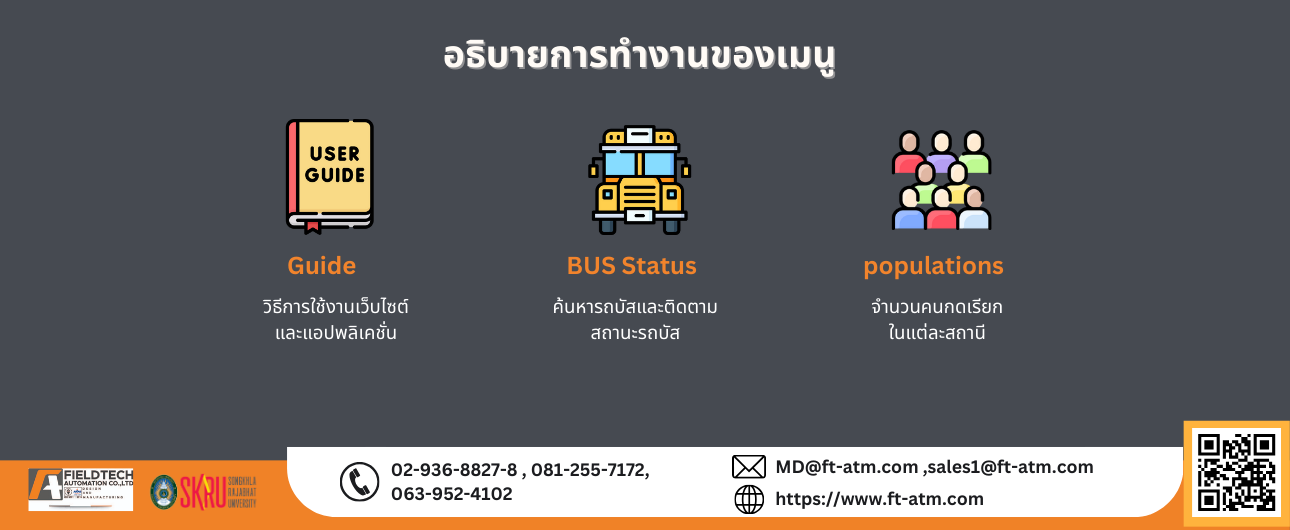 อธิบายการทำงานของเมนู
USER
GUIDE
Guide
วิธีการใช้งานเว็บไซต์
และแอปพลิเคชั่น
BUS Status
ค้นหารถบัสและติดตาม
สถานะรถบัส
populations
จำนวนคนกดเรียก
ในแต่ละสถานี
FIELDTECH
AUTOMATION CO.,LTD
DESIGN
AND
MANUFACTURING
SKRU
SONGKHLA
RAJABHAT
UNIVERSITY
02-936-8827-8 , 081-255-7172,
063-952-4102
MD@ft-atm.com ,sales1@ft-atm.com
https://www.ft-atm.com